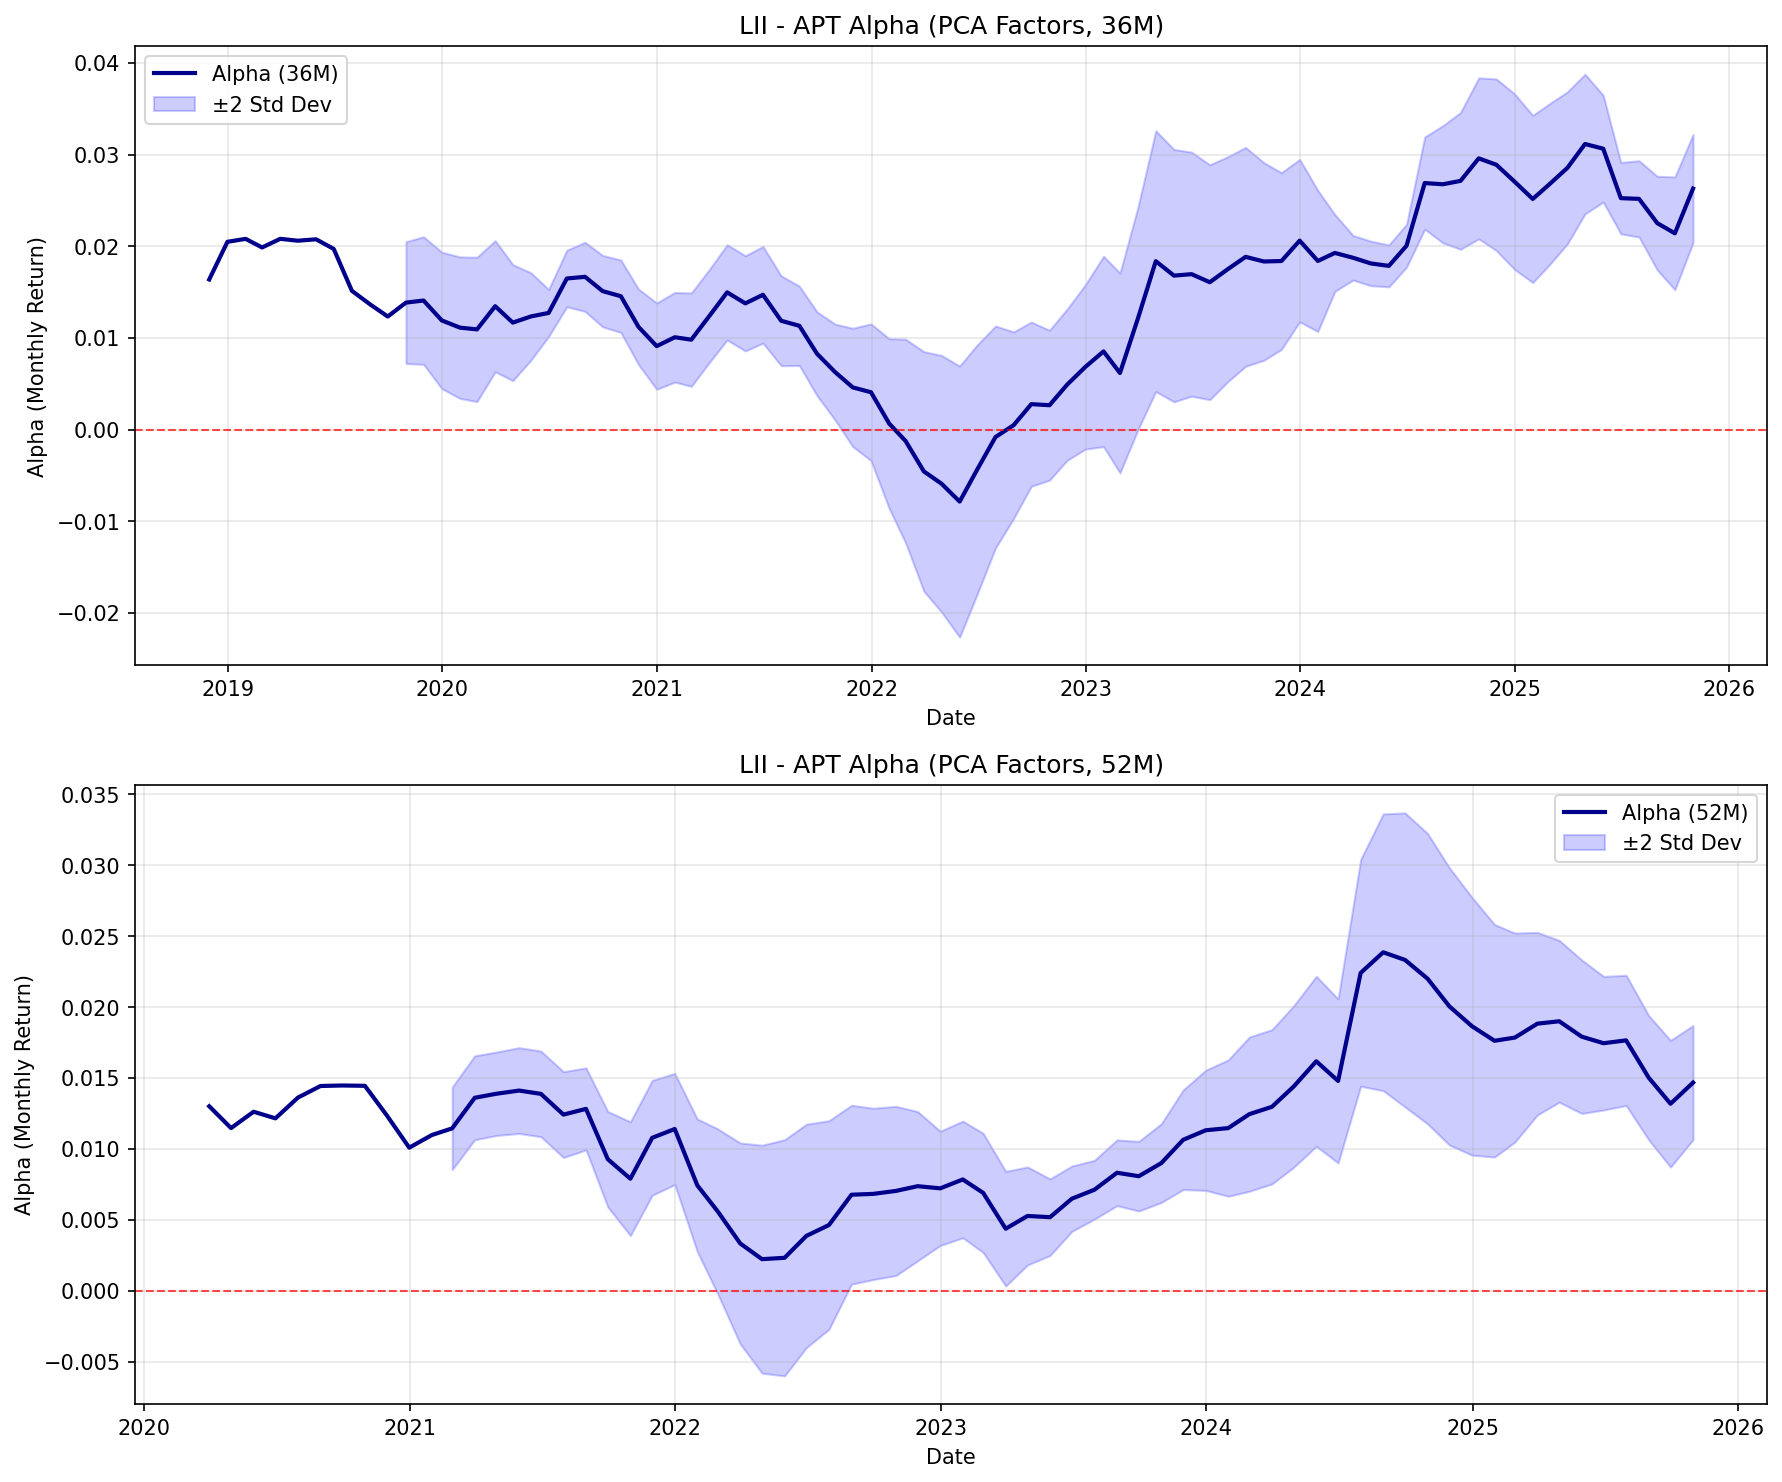 LII - APT Alpha (PCA Factors, 36M)
Alpha (36M)
±2 Std Dev
Alpha (Monthly Return)
0.04
0.03
0.02
0.01
0.00
−0.01
−0.02
2019 2020 2021 2022 2023 2024 2025 2026
Date
LII - APT Alpha (PCA Factors, 52M)
Alpha (52M)
±2 Std Dev
Alpha (Monthly Return)
0.035
0.030
0.025
0.020
0.015
0.010
0.005
0.000
−0.005
2020 2021 2022 2023 2024 2025 2026
Date